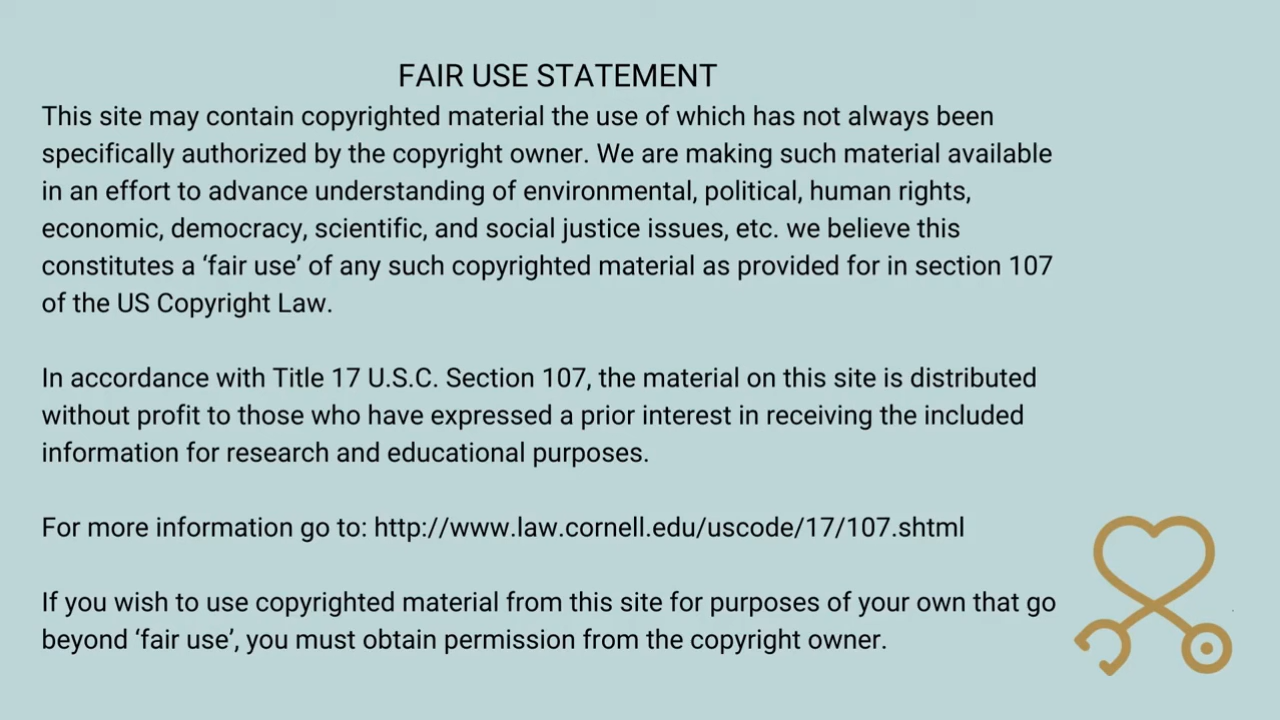 FAIR USE STATEMENT
This site may contain copyrighted material the use of which has not always been
specifically authorized by the copyright owner. We are making such material available
in an effort to advance understanding of environmental, political, human rights,
economic, democracy, scientific, and social justice issues, etc. we believe this
constitutes a ‘fair use’ of any such copyrighted material as provided for in section 107
of the US Copyright Law.
In accordance with Title 17 U.S.C. Section 107, the material on this site is distributed
without profit to those who have expressed a prior interest in receiving the included
information for research and educational purposes.
For more information go to: http://www.law.cornell.edu/uscode/17/107.shtml
If you wish to use copyrighted material from this site for purposes of your own that go
beyond ‘fair use’, you must obtain permission from the copyright owner.